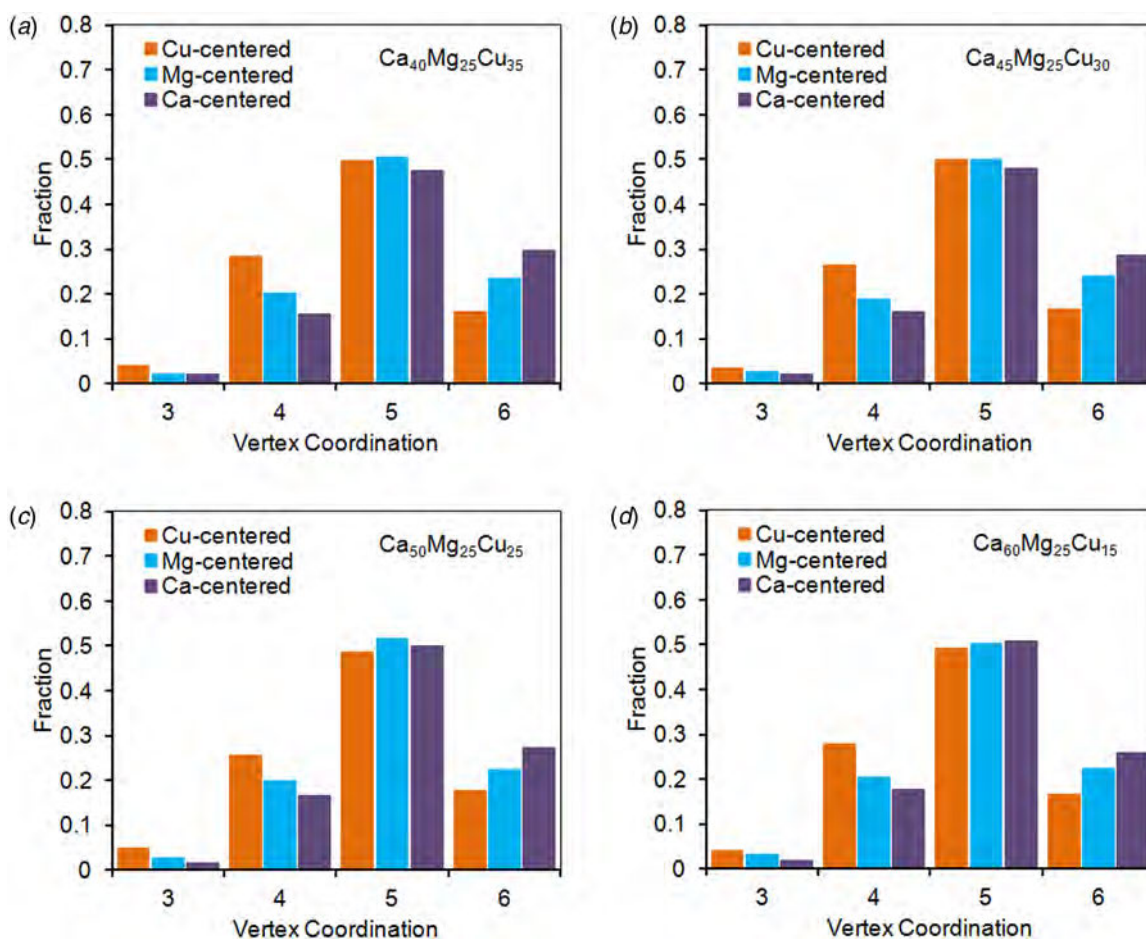 (a)
0.8
0.7
0.6
0.5
0.4
0.3
0.2
0.1
0
Fraction
Cu-centered
Mg-centered
Ca-centered
Ca₄₀Mg₂₅Cu₃₅
3 4 5 6
Vertex Coordination
(b)
0.8
0.7
0.6
0.5
0.4
0.3
0.2
0.1
0
Fraction
Cu-centered
Mg-centered
Ca-centered
Ca₄₅Mg₂₅Cu₃₀
3 4 5 6
Vertex Coordination
(c)
0.8
0.7
0.6
0.5
0.4
0.3
0.2
0.1
0
Fraction
Cu-centered
Mg-centered
Ca-centered
Ca₅₀Mg₂₅Cu₂₅
3 4 5 6
Vertex Coordination
(d)
0.8
0.7
0.6
0.5
0.4
0.3
0.2
0.1
0
Fraction
Cu-centered
Mg-centered
Ca-centered
Ca₆₀Mg₂₅Cu₁₅
3 4 5 6
Vertex Coordination